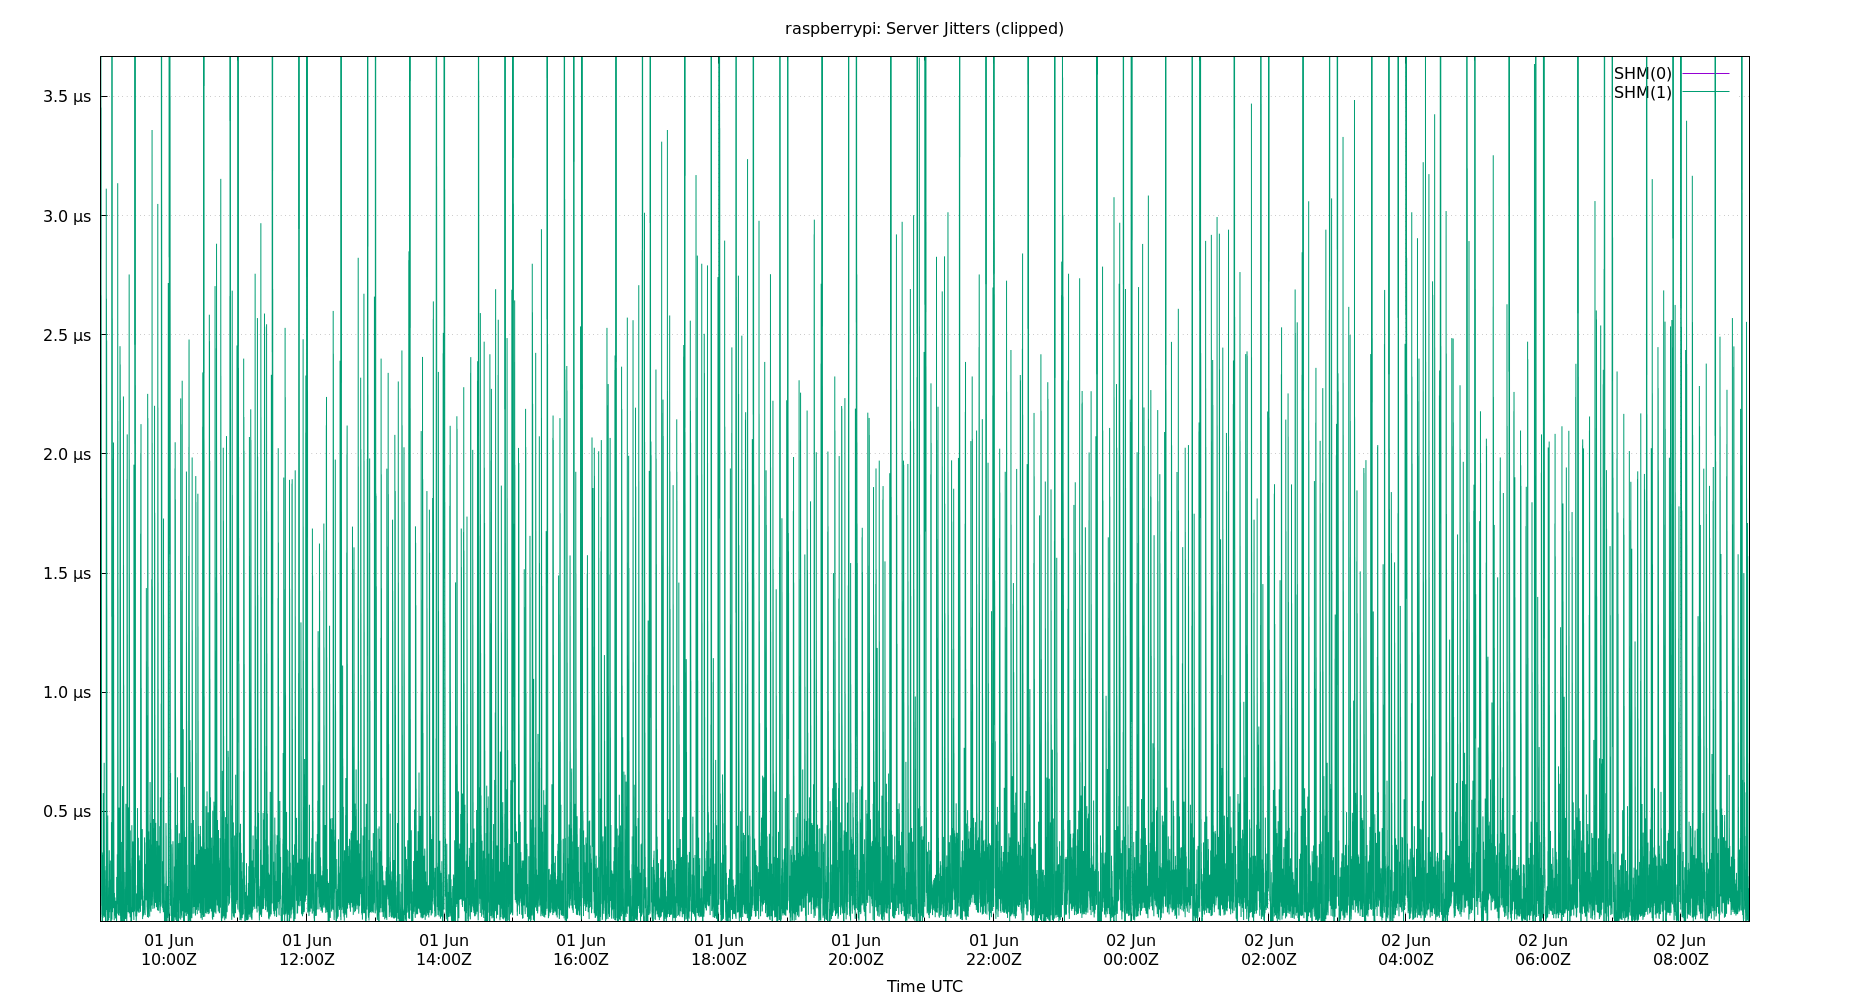 raspberrypi: Server Jitters (clipped)
SHM(0)
SHM(1)
3.5 µs
3.0 µs
2.5 µs
2.0 µs
1.5 µs
1.0 µs
0.5 µs
01 Jun 01 Jun 01 Jun 01 Jun 01 Jun 01 Jun 01 Jun 02 Jun 02 Jun 02 Jun 02 Jun 02 Jun
10:00Z 12:00Z 14:00Z 16:00Z 18:00Z 20:00Z 22:00Z 00:00Z 02:00Z 04:00Z 06:00Z 08:00Z
Time UTC